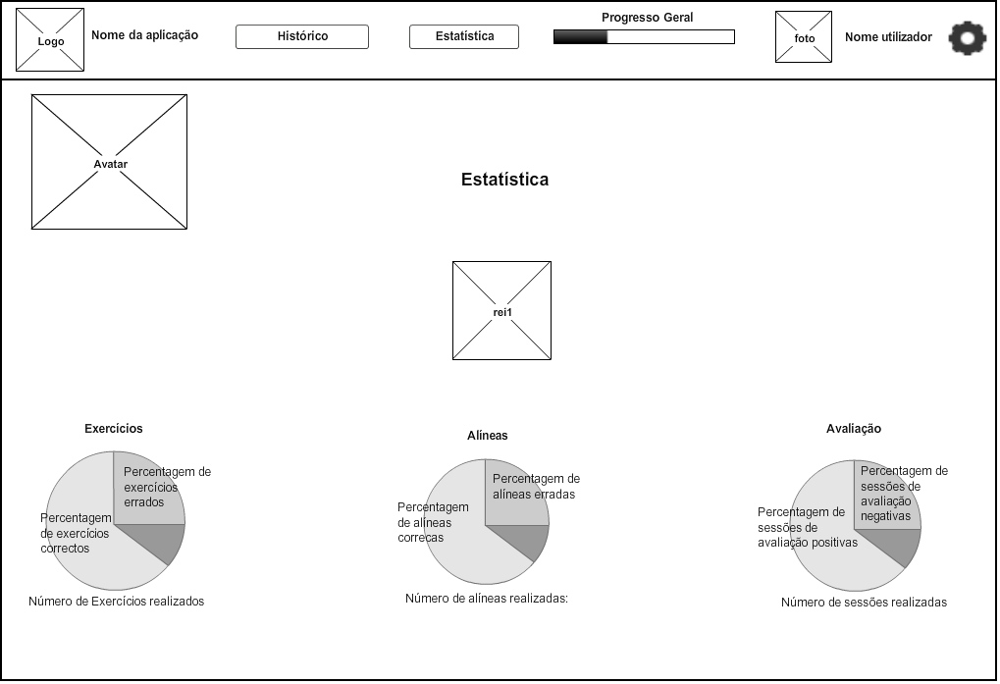 Logo
Nome da aplicação
Histórico
Estatística
Progresso Geral
foto
Nome utilizador
Avatar
Estatística
rei1
Exercícios
Percentagem de
exercícios
errados
Percentagem
de exercícios
correctos
Número de Exercícios realizados
Alíneas
Percentagem de
alíneas erradas
Percentagem
de alíneas
correcas
Número de alíneas realizadas:
Avaliação
Percentagem de
sessões de
avaliação
negativas
Percentagem de
sessões de
avaliação positivas
Número de sessões realizadas